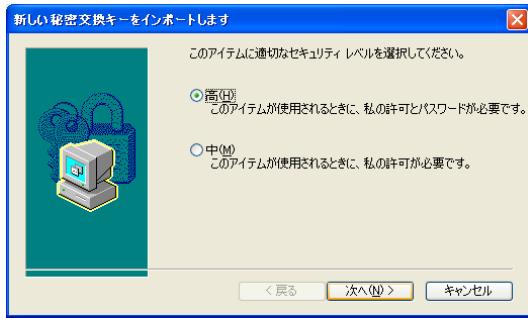 新しい秘密交換キーをインポートします
このアイテムに適切なセキュリティ レベルを選択してください。
高(H)
このアイテムが使用されるときに、私の許可とパスワードが必要です。
中(M)
このアイテムが使用されるときに、私の許可が必要です。
< 戻る
次へ(N) >
キャンセル